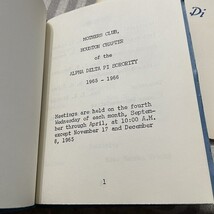 MOTHERS CLUB,
HOUSTON CHAPTER
of the
ALPHA DELTA PI SORORITY
1965 - 1966
Meetings are held on the fourth
Wednesday of each month, Septem-
ber through April, at 10:00 A.M.
except November 17 and December
8, 1965
1
Pi